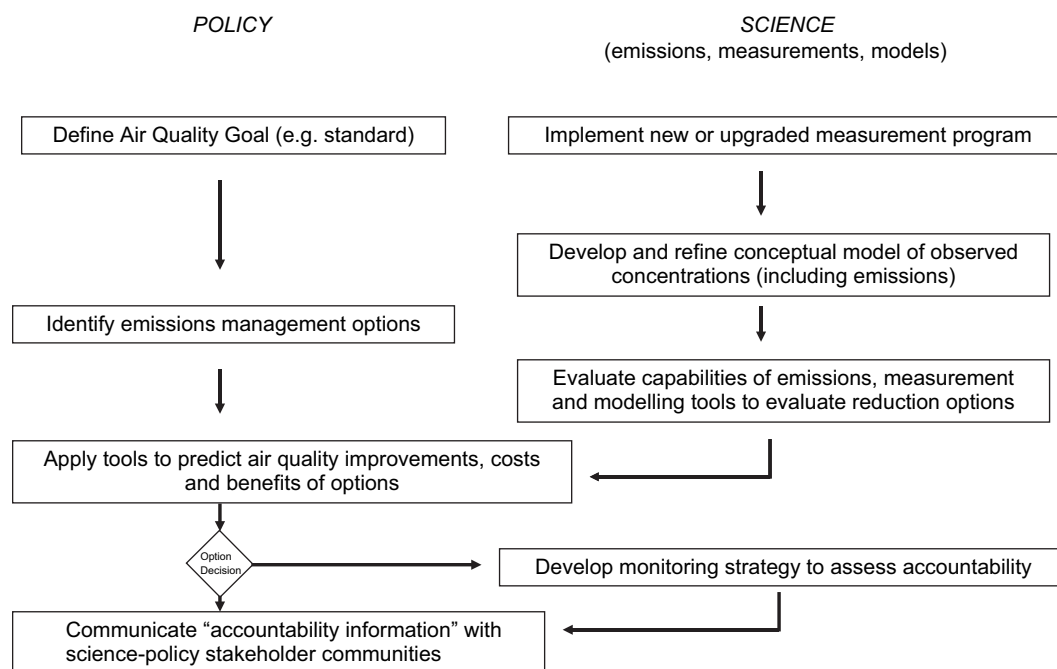 POLICY
SCIENCE
(emissions, measurements, models)
Define Air Quality Goal (e.g. standard)
Implement new or upgraded measurement program
Develop and refine conceptual model of observed
concentrations (including emissions)
Identify emissions management options
Evaluate capabilities of emissions, measurement
and modelling tools to evaluate reduction options
Apply tools to predict air quality improvements, costs
and benefits of options
Option
Decision
Develop monitoring strategy to assess accountability
Communicate “accountability information” with
science-policy stakeholder communities